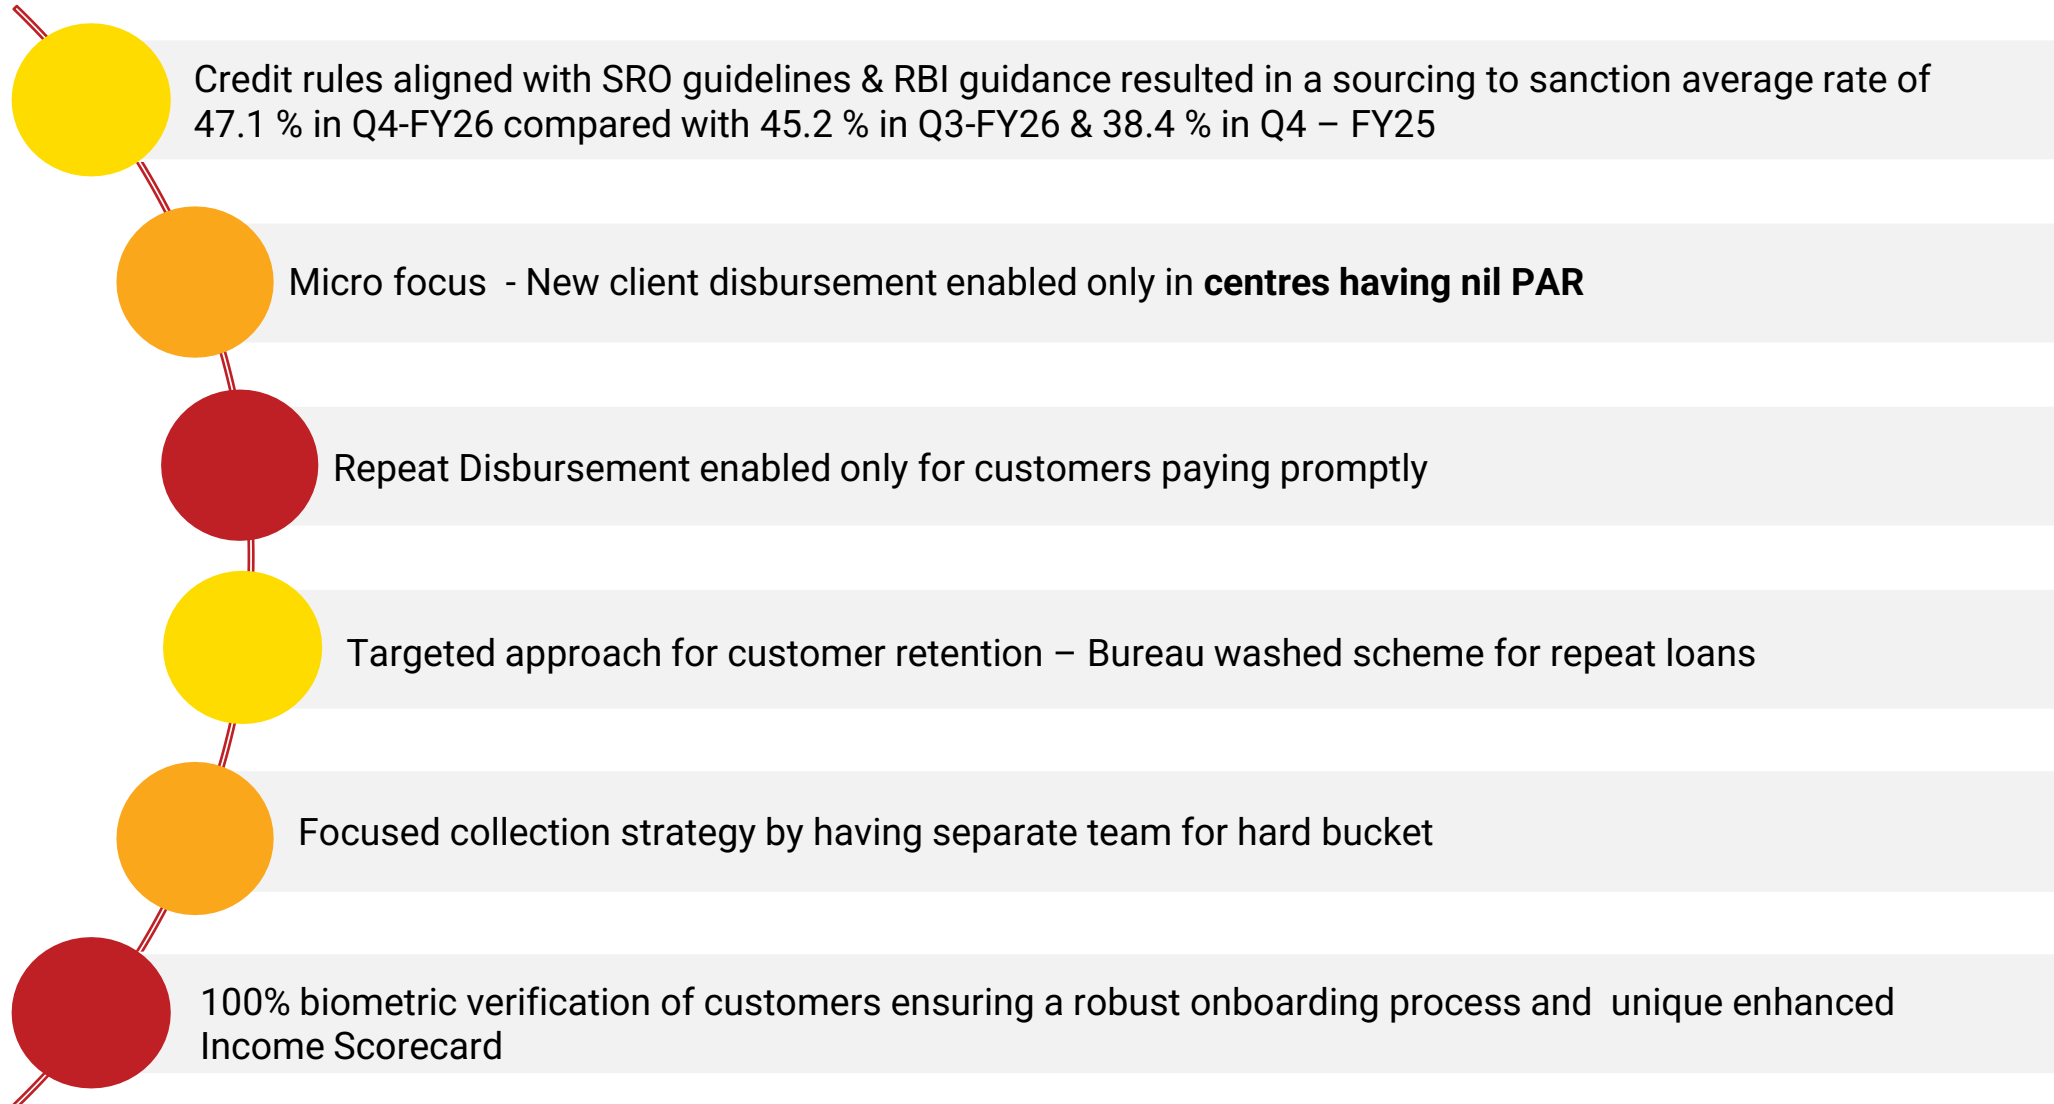 Credit rules aligned with SRO guidelines & RBI guidance resulted in a sourcing to sanction average rate of
47.1 % in Q4-FY26 compared with 45.2 % in Q3-FY26 & 38.4 % in Q4 – FY25
Micro focus  - New client disbursement enabled only in centres having nil PAR
Repeat Disbursement enabled only for customers paying promptly
Targeted approach for customer retention – Bureau washed scheme for repeat loans
Focused collection strategy by having separate team for hard bucket
100% biometric verification of customers ensuring a robust onboarding process and  unique enhanced
Income Scorecard